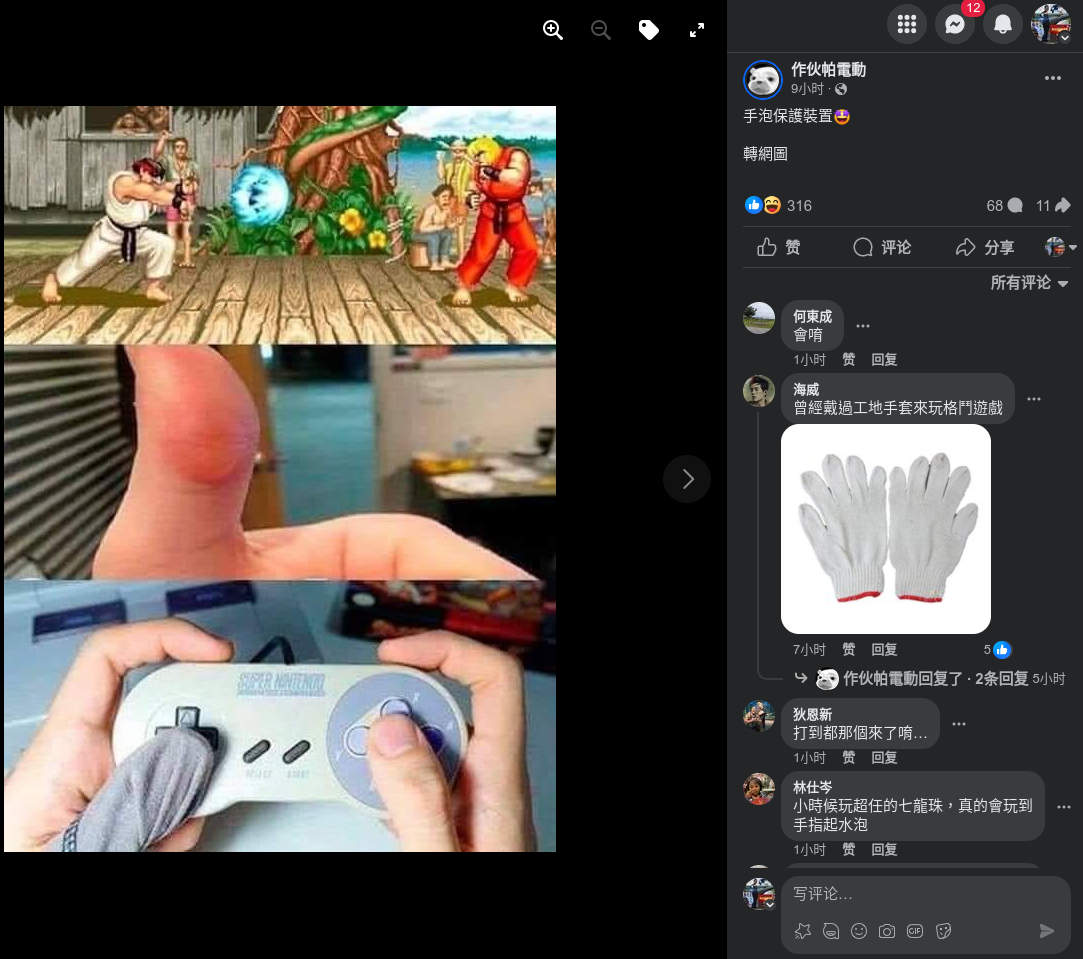 12
作伙帕電動
9小时 ·
手泡保護裝置🤩
轉網圖
316
68
11
赞
评论
分享
所有评论
何東成
會唷
1小时 赞 回复
海威
曾經戴過工地手套來玩格鬥遊戲
7小时 赞 回复
5
作伙帕電動回复了 · 2条回复 5小时
狄恩新
打到都那個來了唷…
1小时 赞 回复
林仕岑
小時候玩超任的七龍珠，真的會玩到
手指起水泡
1小时 赞 回复
写评论…
GIF
SUPER NINTENDO
SELECT
START
X
Y